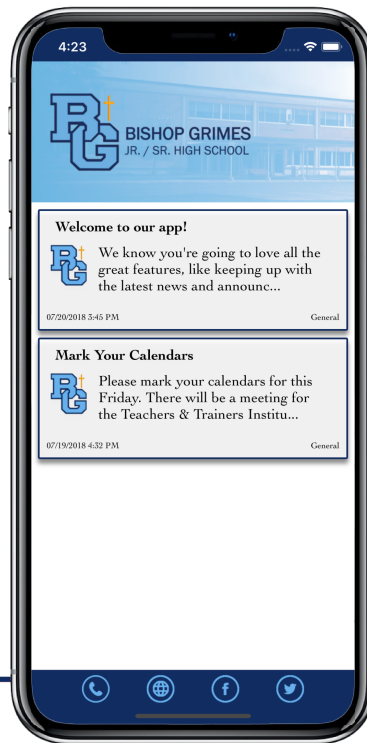 4:23
BG
BISHOP GRIMES
JR. / SR. HIGH SCHOOL
Welcome to our app!
BG
We know you're going to love all the
great features, like keeping up with
the latest news and announc...
07/20/2018 3:45 PM General
Mark Your Calendars
BG
Please mark your calendars for this
Friday. There will be a meeting for
the Teachers & Trainers Institu...
07/19/2018 4:32 PM General